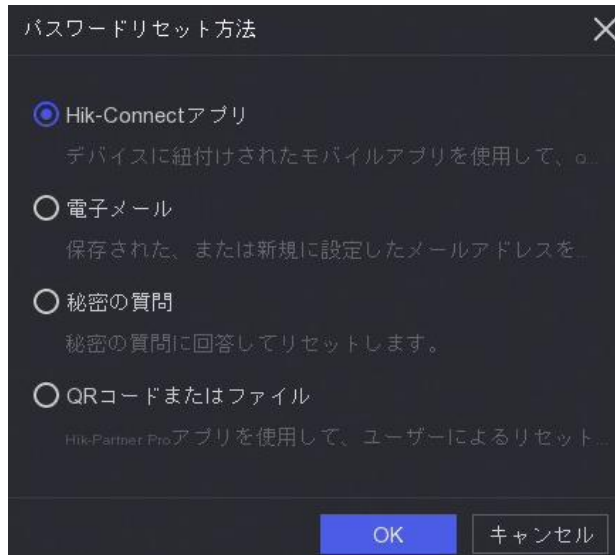 パスワードリセット方法
Hik-Connectアプリ
デバイスに紐付けされたモバイルアプリを使用して、Q...
電子メール
保存された、または新規に設定したメールアドレスを...
秘密の質問
秘密の質問に回答してリセットします。
QRコードまたはファイル
Hik-Partner Proアプリを使用して、ユーザーによるリセット...
OK
キャンセル